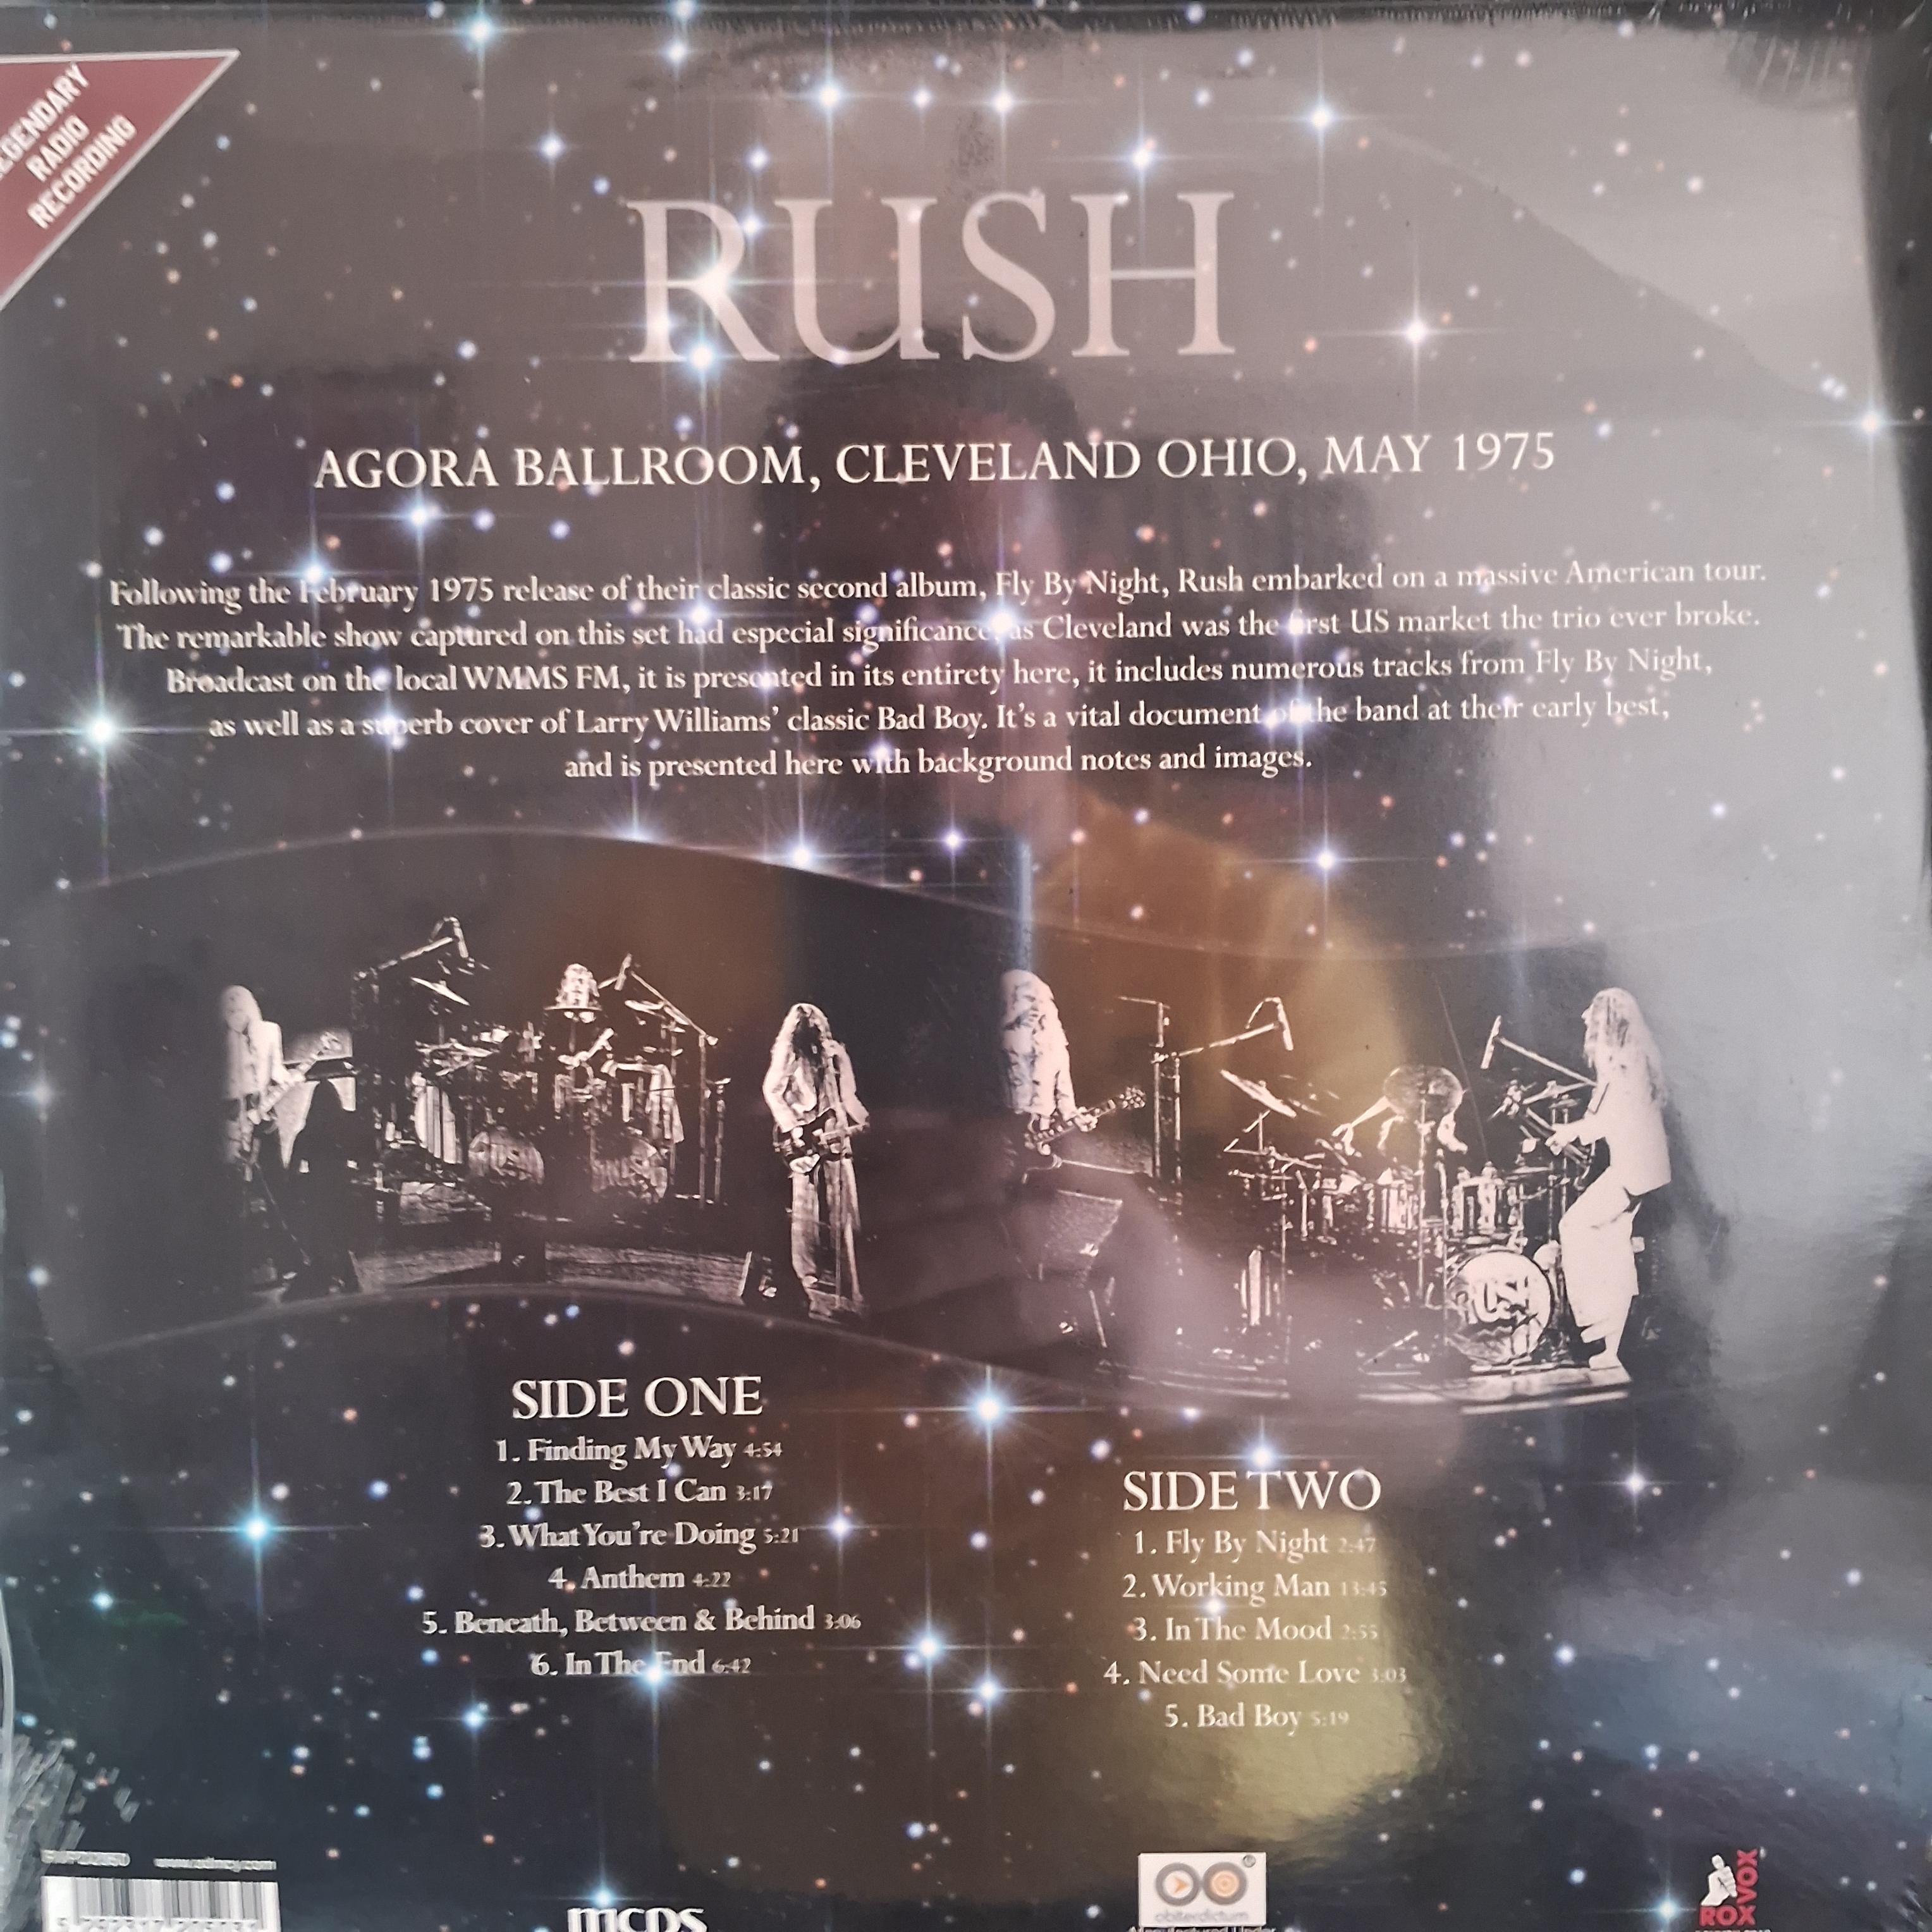 LEGENDARY
RADIO
RECORDING
RUSH
AGORA BALLROOM, CLEVELAND OHIO, MAY 1975
Following the February 1975 release of their classic second album, Fly By Night, Rush embarked on a massive American tour.
The remarkable show captured on this set had especial significance, as Cleveland was the first US market the trio ever broke.
Broadcast on the local WMMS FM, it is presented in its entirety here, it includes numerous tracks from Fly By Night,
as well as a superb cover of Larry Williams' classic Bad Boy. It's a vital document of the band at their early best,
and is presented here with background notes and images.
RUSH
SIDE ONE
1. Finding My Way 4:54
2. The Best I Can 3:17
3. What You're Doing 5:21
4. Anthem 4:22
5. Beneath, Between & Behind 3:06
6. In The End 6:42
SIDE TWO
1. Fly By Night 2:47
2. Working Man 13:45
3. In The Mood 2:55
4. Need Some Love 3:03
5. Bad Boy 5:19
mcps
obiterdictum
Manufactured Under
ROX
VOX